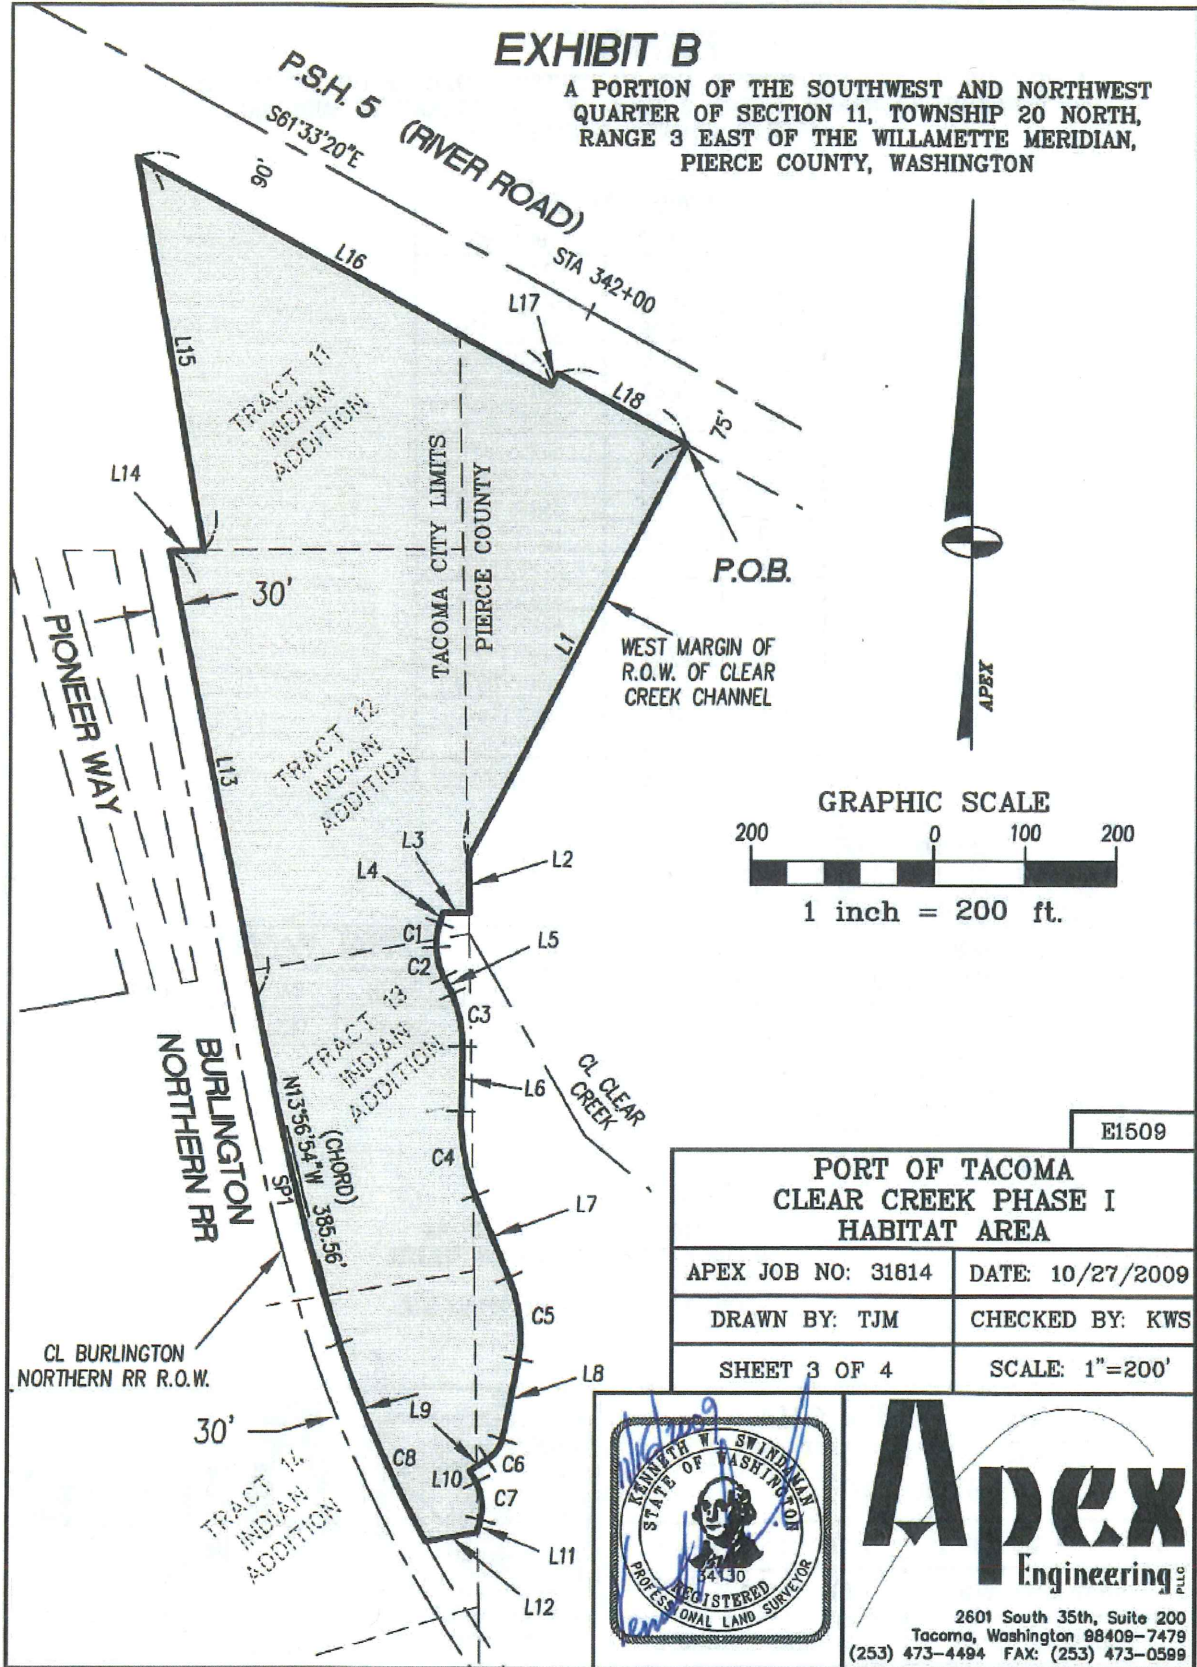 EXHIBIT B
A PORTION OF THE SOUTHWEST AND NORTHWEST
QUARTER OF SECTION 11, TOWNSHIP 20 NORTH,
RANGE 3 EAST OF THE WILLAMETTE MERIDIAN,
PIERCE COUNTY, WASHINGTON
P.S.H. 5 (RIVER ROAD)
S61°33'20"E
90'
STA 342+00
L16
L17
L18
75'
L15
TRACT 11
INDIAN
ADDITION
L14
TACOMA CITY LIMITS
PIERCE COUNTY
P.O.B.
30'
L1
WEST MARGIN OF
R.O.W. OF CLEAR
CREEK CHANNEL
APEX
PIONEER WAY
L13
TRACT 12
INDIAN
ADDITION
GRAPHIC SCALE
200 0 100 200
1 inch = 200 ft.
L3
L2
L4
C1
L5
C2
C3
TRACT 13
INDIAN
ADDITION
CL CLEAR
CREEK
L6
BURLINGTON
NORTHERN RR
N13°56'54"W 385.56'
(CHORD)
SP1
C4
L7
C5
CL BURLINGTON
NORTHERN RR R.O.W.
L8
30'
L9
C8
L10
C6
C7
L11
L12
TRACT 14
INDIAN
ADDITION
E1509
PORT OF TACOMA
CLEAR CREEK PHASE I
HABITAT AREA
APEX JOB NO: 31814
DATE: 10/27/2009
DRAWN BY: TJM
CHECKED BY: KWS
SHEET 3 OF 4
SCALE: 1"=200'
KENNETH W. SWINDAMAN
STATE OF WASHINGTON
34130
REGISTERED
PROFESSIONAL LAND SURVEYOR
Apex
Engineering PLLC
2601 South 35th, Suite 200
Tacoma, Washington 98409-7479
(253) 473-4494 FAX: (253) 473-0599